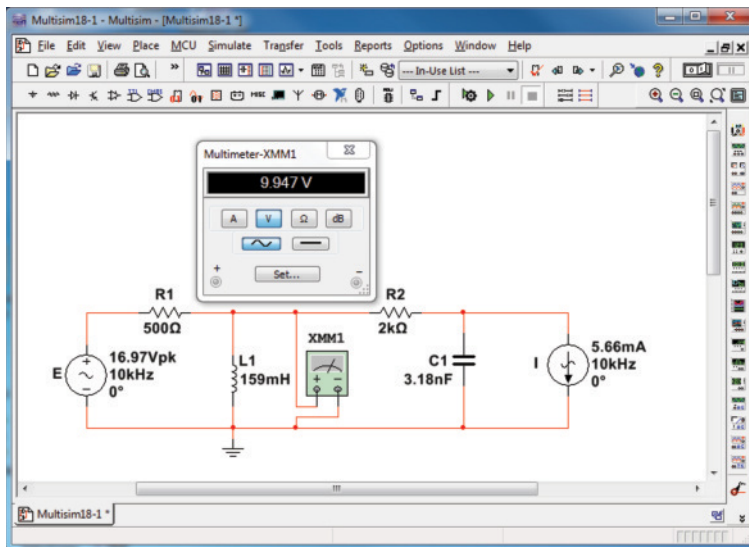 Multisim18-1 - Multisim - [Multisim18-1 *]
File Edit View Place MCU Simulate Transfer Tools Reports Options Window Help
--- In-Use List ---
Multimeter-XMM1
9.947 V
A V Ω dB
+ Set... -
R1
500Ω
R2
2kΩ
XMM1
+ -
E
+ -
16.97Vpk
10kHz
0°
L1
159mH
C1
3.18nF
I
5.66mA
10kHz
0°
Multisim18-1 *